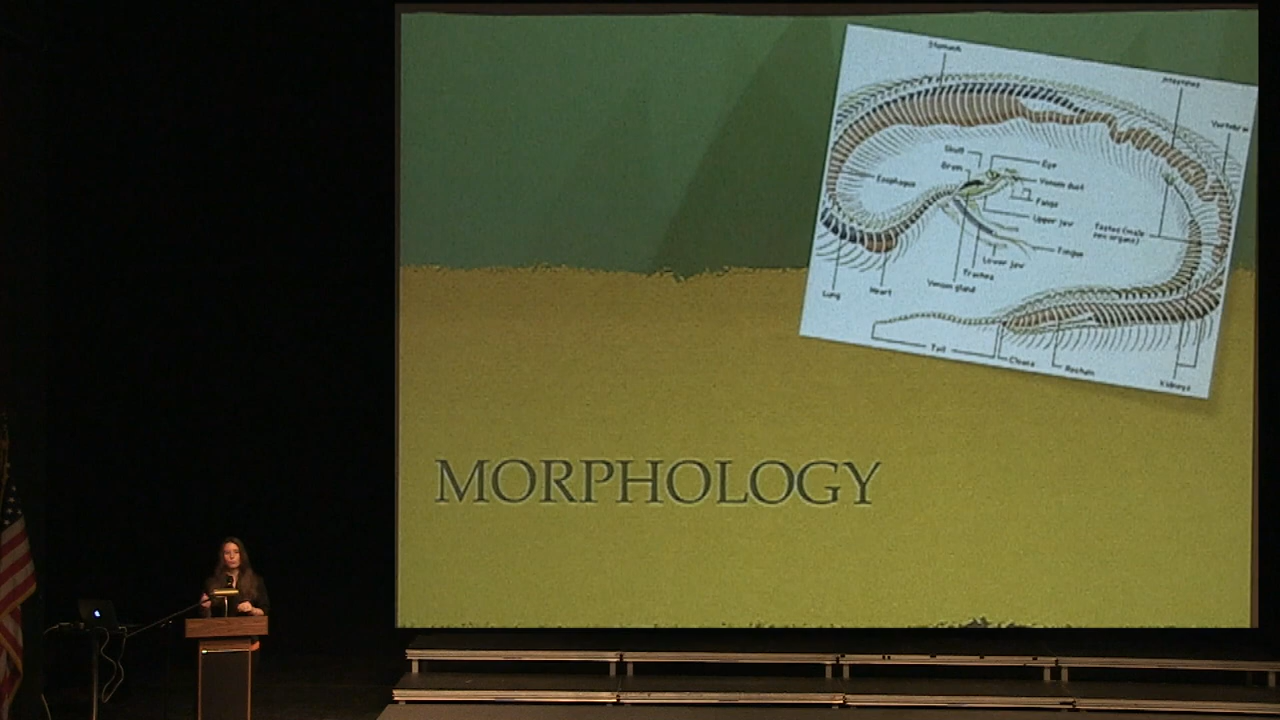 Stomach
Intestines
Vertebrae
Skull
Eye
Brain
Venom duct
Esophagus
Fangs
Upper jaw
Testes (male
sex organs)
Tongue
Lower jaw
Trachea
Venom gland
Lung
Heart
Tail
Cloaca
Rectum
Kidneys
MORPHOLOGY